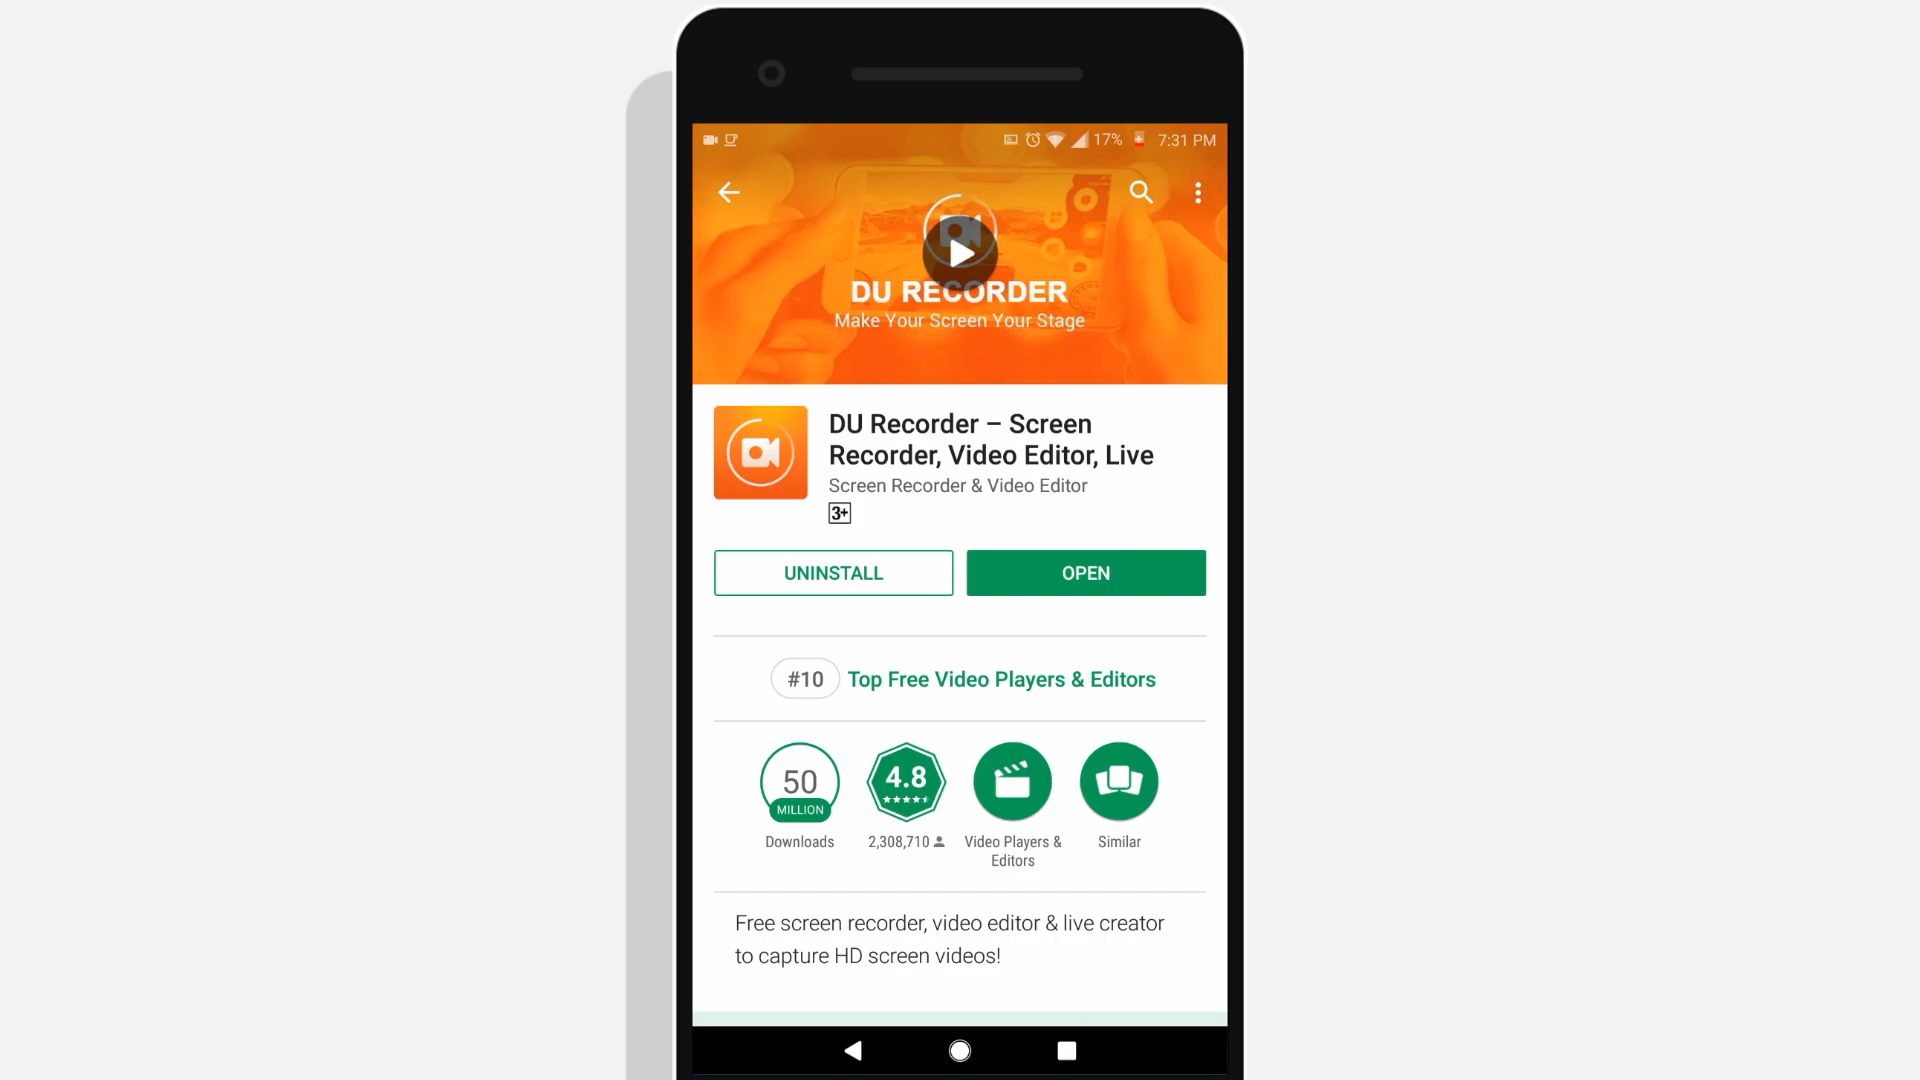 17% 7:31 PM
DU RECORDER
Make Your Screen Your Stage
DU Recorder – Screen
Recorder, Video Editor, Live
Screen Recorder & Video Editor
3+
UNINSTALL
OPEN
#10 Top Free Video Players & Editors
50
MILLION
Downloads
4.8
2,308,710
Video Players &
Editors
Similar
Free screen recorder, video editor & live creator
to capture HD screen videos!